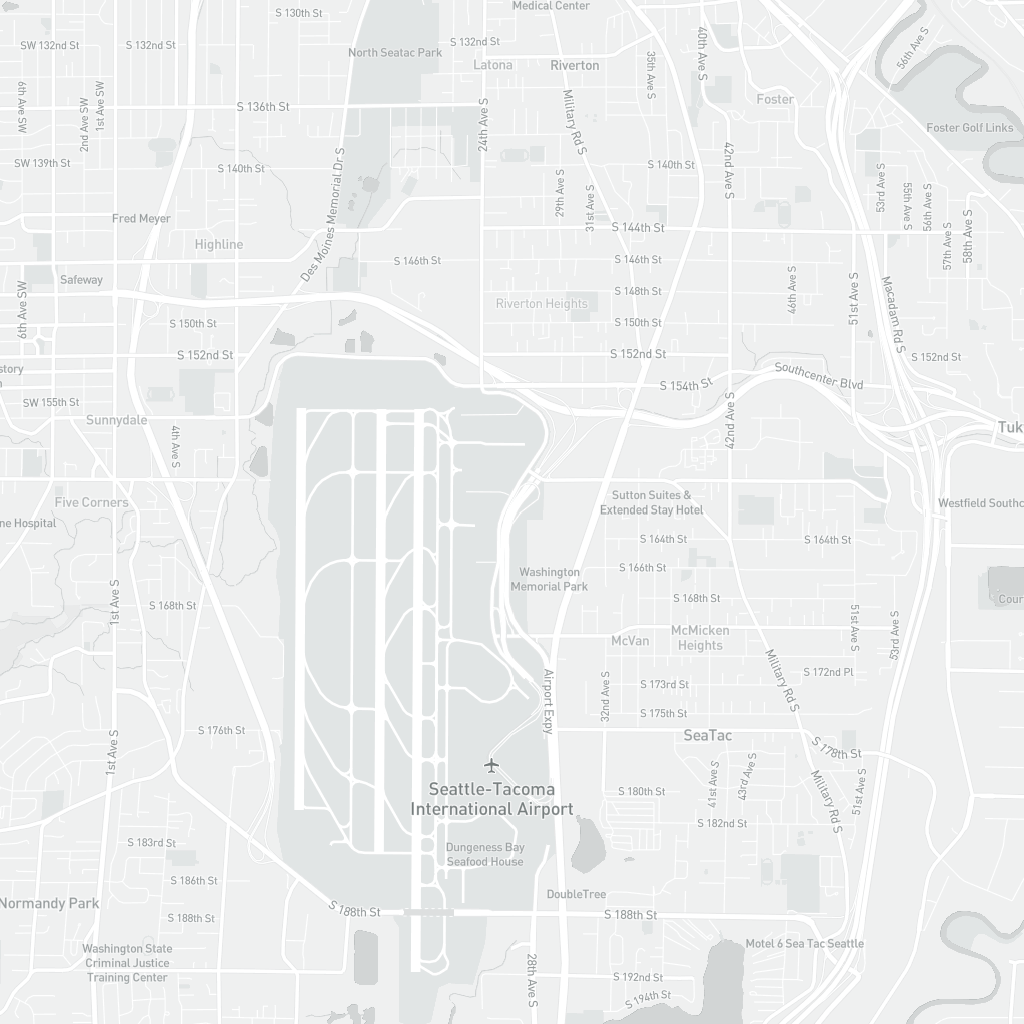 Medical Center
S 130th St
SW 132nd St
S 132nd St
S 132nd St
North Seatac Park
Latona
Riverton
35th Ave S
40th Ave S
56th Ave S
6th Ave SW
2nd Ave SW
1st Ave SW
S 136th St
24th Ave S
Military Rd S
Foster
Foster Golf Links
SW 139th St
S 140th St
S 140th St
42nd Ave S
Des Moines Memorial Dr S
29th Ave S
31st Ave S
53rd Ave S
55th Ave S
56th Ave S
57th Ave S
58th Ave S
Fred Meyer
Highline
S 144th St
S 146th St
S 146th St
Safeway
6th Ave SW
S 148th St
46th Ave S
51st Ave S
Riverton Heights
Macadam Rd S
S 150th St
S 150th St
S 152nd St
S 152nd St
S 152nd St
story
n
SW 155th St
S 154th St
Southcenter Blvd
Sunnydale
4th Ave S
42nd Ave S
Tukw
Five Corners
ne Hospital
Sutton Suites &
Extended Stay Hotel
Westfield Southc
S 164th St
S 164th St
S 166th St
Washington
Memorial Park
1st Ave S
S 168th St
S 168th St
Cour
51st Ave S
53rd Ave S
McVan
McMicken
Heights
Military Rd S
S 172nd Pl
Airport Expy
32nd Ave S
S 173rd St
S 175th St
S 176th St
1st Ave S
SeaTac
S 178th St
Seattle-Tacoma
International Airport
S 180th St
41st Ave S
43rd Ave S
Military Rd S
51st Ave S
S 182nd St
S 183rd St
Dungeness Bay
Seafood House
S 186th St
DoubleTree
Normandy Park
S 188th St
S 188th St
S 188th St
Washington State
Criminal Justice
Training Center
Motel 6 Sea Tac Seattle
28th Ave S
S 192nd St
S 194th St